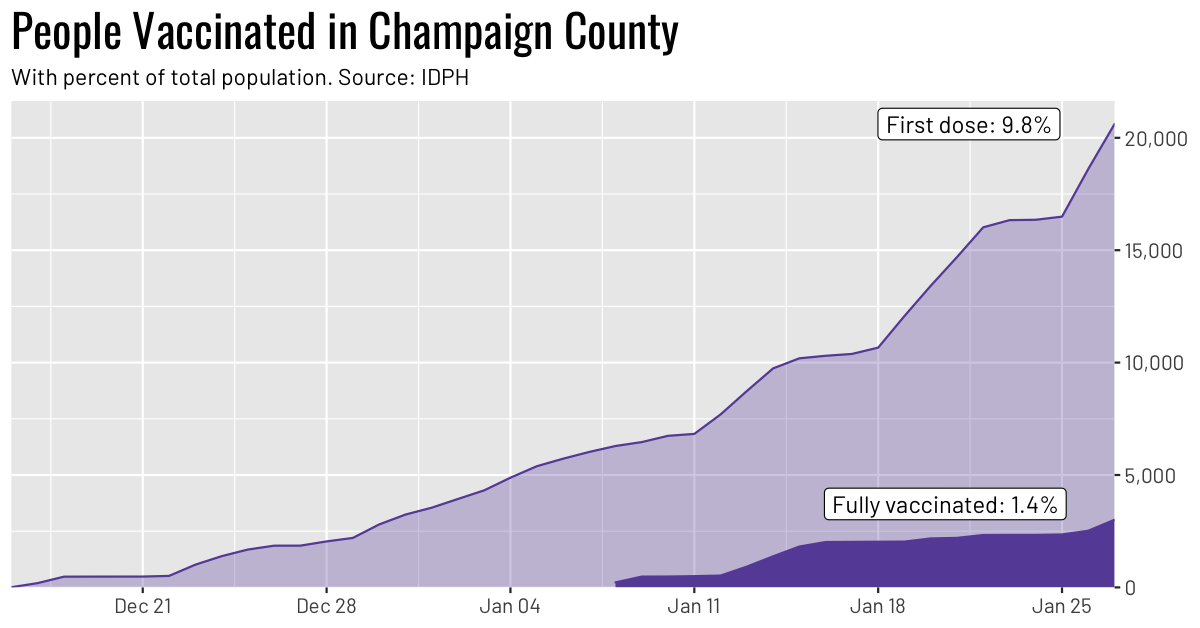 People Vaccinated in Champaign County
With percent of total population. Source: IDPH
First dose: 9.8%
20,000
15,000
10,000
5,000
Fully vaccinated: 1.4%
0
Dec 21
Dec 28
Jan 04
Jan 11
Jan 18
Jan 25